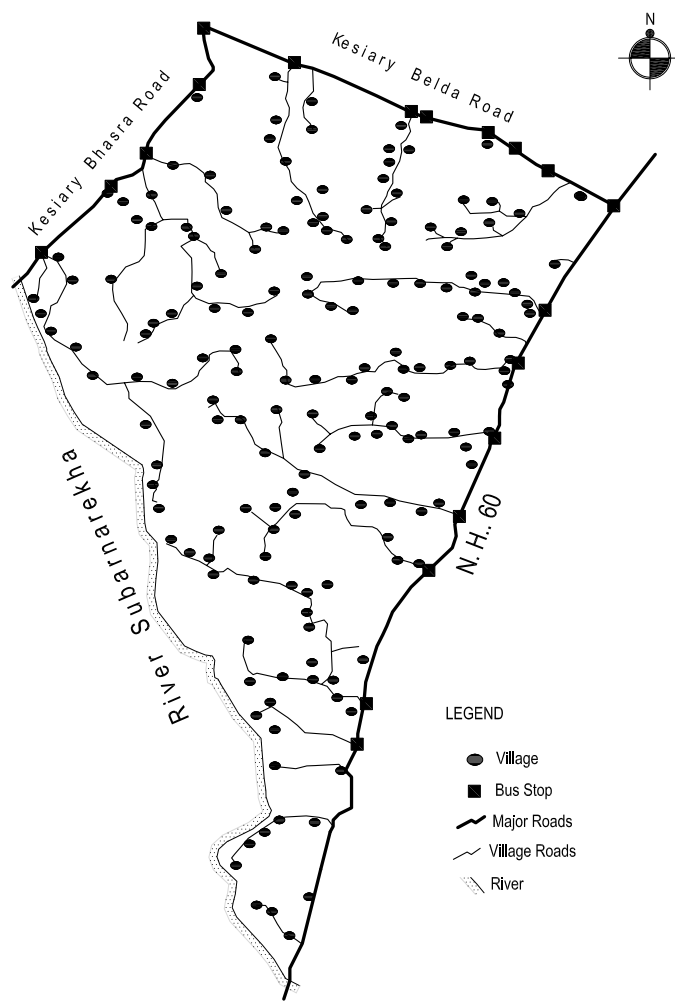 N
Kesiary Belda Road
Kesiary Bhasra Road
N. H.. 60
River Subarnarekha
LEGEND
Village
Bus Stop
Major Roads
Village Roads
River